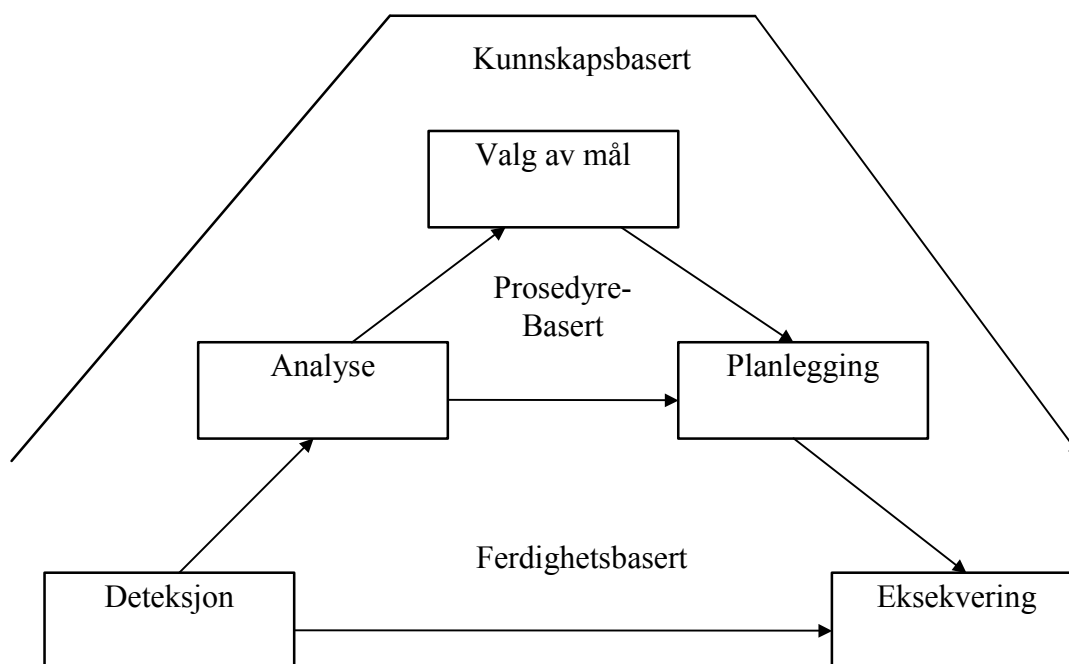 Kunnskapsbasert
Valg av mål
Prosedyre-
Basert
Analyse
Planlegging
Ferdighetsbasert
Deteksjon
Eksekvering